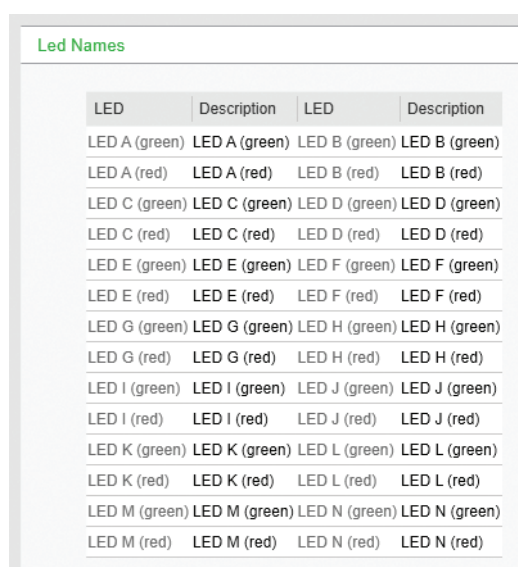 Led Names
LED Description LED Description
LED A (green) LED A (green) LED B (green) LED B (green)
LED A (red) LED A (red) LED B (red) LED B (red)
LED C (green) LED C (green) LED D (green) LED D (green)
LED C (red) LED C (red) LED D (red) LED D (red)
LED E (green) LED E (green) LED F (green) LED F (green)
LED E (red) LED E (red) LED F (red) LED F (red)
LED G (green) LED G (green) LED H (green) LED H (green)
LED G (red) LED G (red) LED H (red) LED H (red)
LED I (green) LED I (green) LED J (green) LED J (green)
LED I (red) LED I (red) LED J (red) LED J (red)
LED K (green) LED K (green) LED L (green) LED L (green)
LED K (red) LED K (red) LED L (red) LED L (red)
LED M (green) LED M (green) LED N (green) LED N (green)
LED M (red) LED M (red) LED N (red) LED N (red)